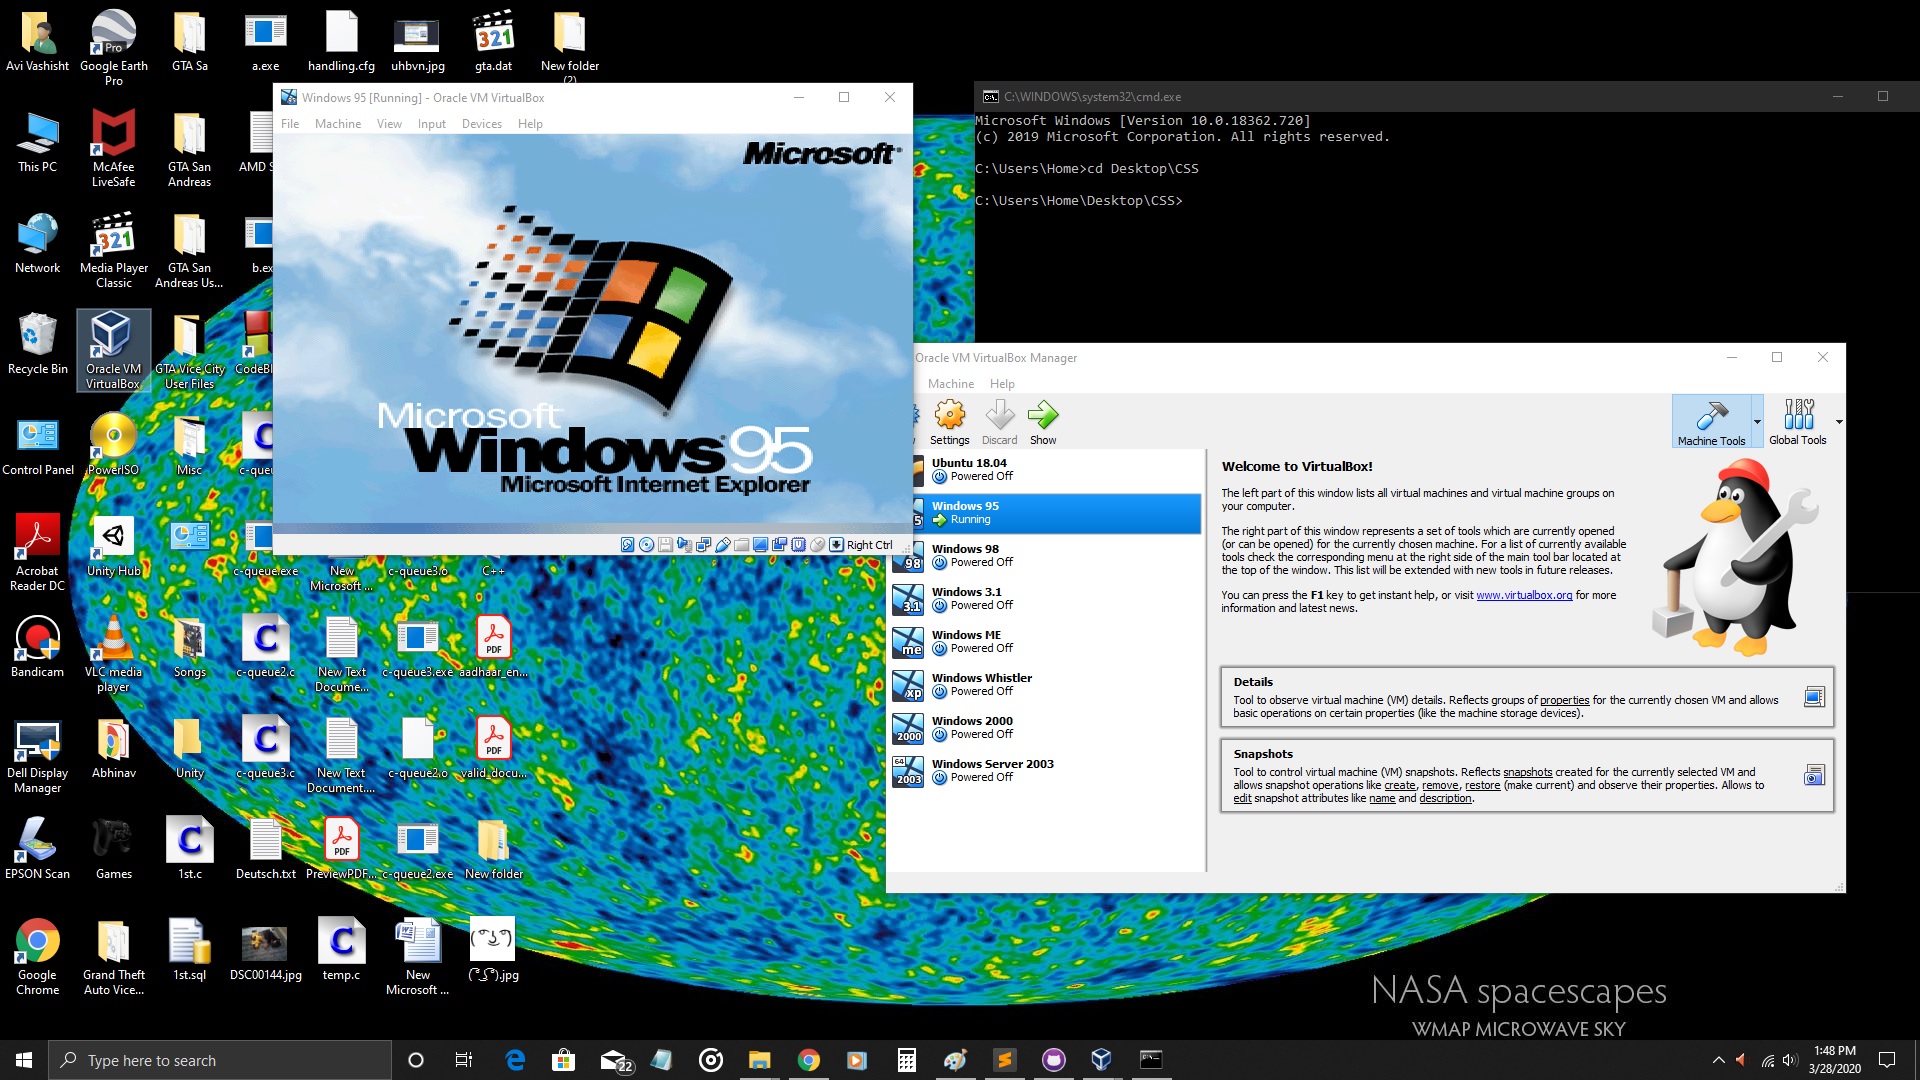 Avi Vashisht
Google Earth
Pro
GTA Sa
a.exe
handling.cfg
uhbvn.jpg
gta.dat
New folder
(2)
This PC
McAfee
LiveSafe
GTA San
Andreas
AMD S
Network
Media Player
Classic
GTA San
Andreas Us...
b.ex
Recycle Bin
Oracle VM
VirtualBox
GTA Vice City
User Files
CodeBl
Control Panel
PowerISO
Misc
c-queu
Acrobat
Reader DC
Unity Hub
c-queue.exe
New
Microsoft ...
c-queue3.o
C++
Bandicam
VLC media
player
Songs
c-queue2.c
New Text
Docume...
c-queue3.exe
aadhaar_en...
Dell Display
Manager
Abhinav
Unity
c-queue3.c
New Text
Document....
c-queue2.o
valid_docu...
EPSON Scan
Games
1st.c
Deutsch.txt
PreviewPDF...
c-queue2.exe
New folder
Google
Chrome
Grand Theft
Auto Vice...
1st.sql
DSC00144.jpg
temp.c
New
Microsoft ...
( ͡° ͜ʖ ͡°).jpg
Windows 95 [Running] - Oracle VM VirtualBox
File Machine View Input Devices Help
Microsoft
Microsoft
Windows 95
Microsoft Internet Explorer
Right Ctrl
C:\WINDOWS\system32\cmd.exe
Microsoft Windows [Version 10.0.18362.720]
(c) 2019 Microsoft Corporation. All rights reserved.
C:\Users\Home>cd Desktop\CSS
C:\Users\Home\Desktop\CSS>
Oracle VM VirtualBox Manager
Machine Help
Settings Discard Show
Machine Tools Global Tools
Ubuntu 18.04
Powered Off
Windows 95
Running
Windows 98
Powered Off
Windows 3.1
Powered Off
Windows ME
Powered Off
Windows Whistler
Powered Off
Windows 2000
Powered Off
Windows Server 2003
Powered Off
Welcome to VirtualBox!
The left part of this window lists all virtual machines and virtual machine groups on
your computer.
The right part of this window represents a set of tools which are currently opened
(or can be opened) for the currently chosen machine. For a list of currently available
tools check the corresponding menu at the right side of the main tool bar located at
the top of the window. This list will be extended with new tools in future releases.
You can press the F1 key to get instant help, or visit www.virtualbox.org for more
information and latest news.
Details
Tool to observe virtual machine (VM) details. Reflects groups of properties for the currently chosen VM and allows
basic operations on certain properties (like the machine storage devices).
Snapshots
Tool to control virtual machine (VM) snapshots. Reflects snapshots created for the currently selected VM and
allows snapshot operations like create, remove, restore (make current) and observe their properties. Allows to
edit snapshot attributes like name and description.
NASA spacescapes
WMAP MICROWAVE SKY
Type here to search
22
1:48 PM
3/28/2020